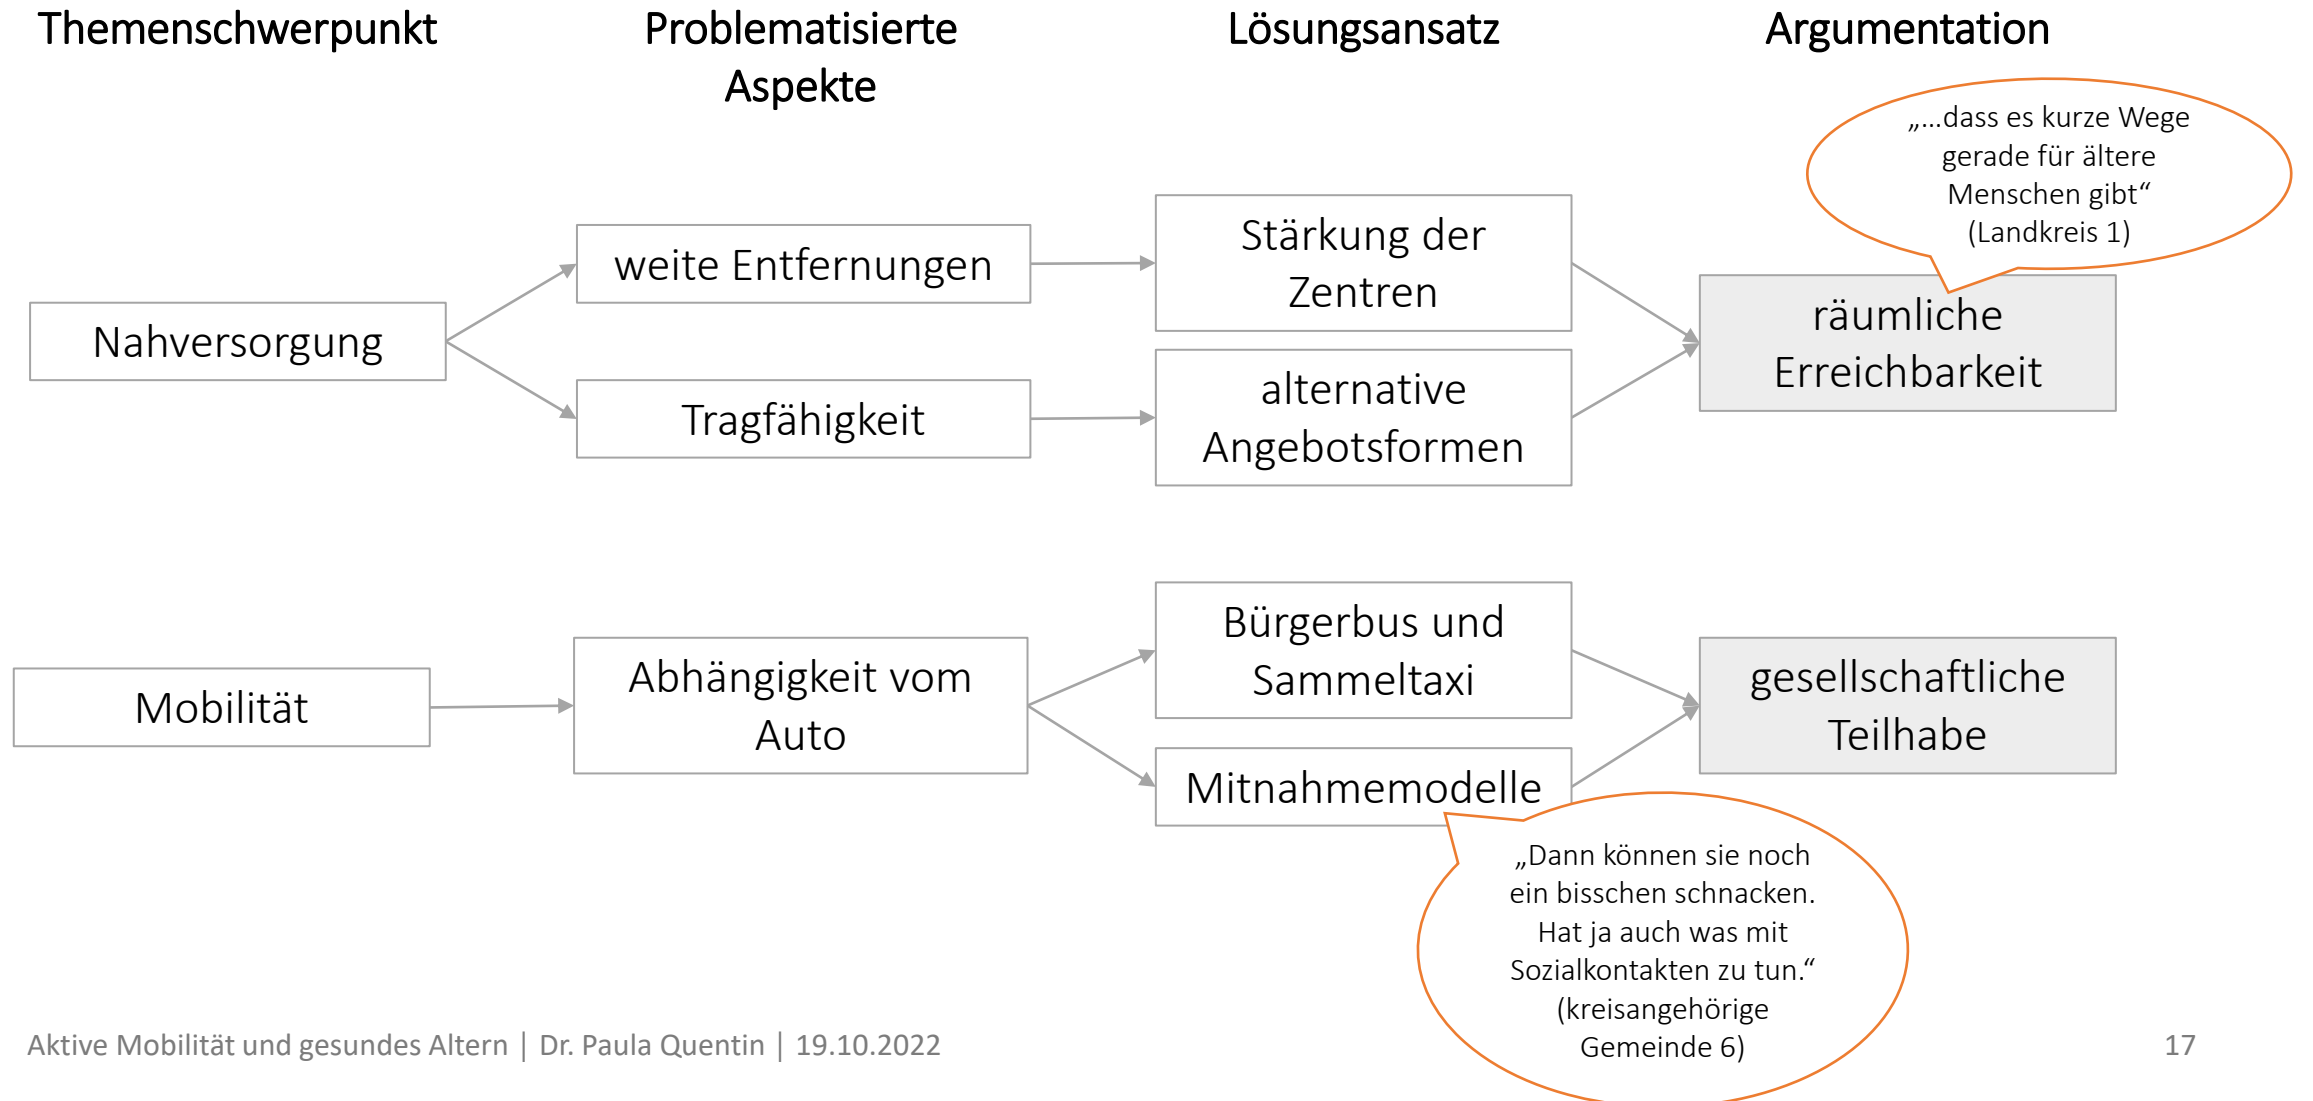 Themenschwerpunkt
Problematisierte
Aspekte
Lösungsansatz
Argumentation
„…dass es kurze Wege
gerade für ältere
Menschen gibt“
(Landkreis 1)
Nahversorgung
weite Entfernungen
Tragfähigkeit
Stärkung der
Zentren
alternative
Angebotsformen
räumliche
Erreichbarkeit
Mobilität
Abhängigkeit vom
Auto
Bürgerbus und
Sammeltaxi
Mitnahmemodelle
gesellschaftliche
Teilhabe
„Dann können sie noch
ein bisschen schnacken.
Hat ja auch was mit
Sozialkontakten zu tun.“
(kreisangehörige
Gemeinde 6)
Aktive Mobilität und gesundes Altern | Dr. Paula Quentin | 19.10.2022
17